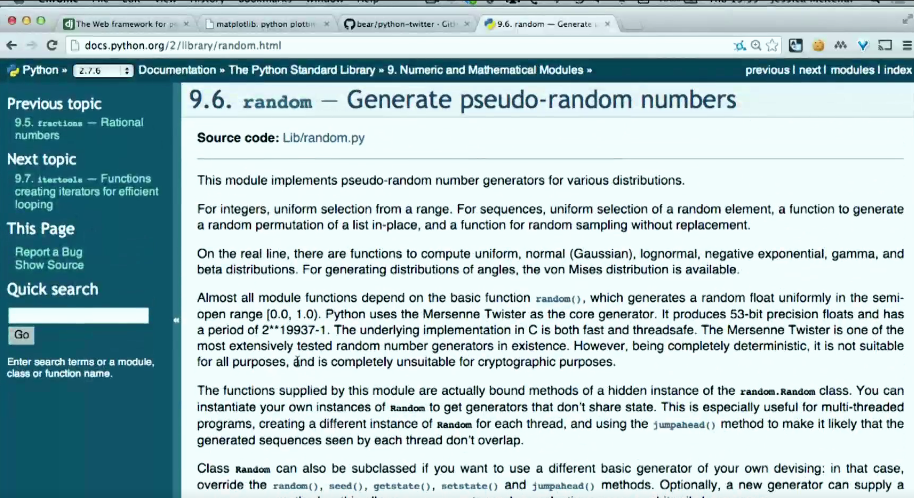 The Web framework for pe
matplotlib: python plottin
bear/python-twitter · Git
9.6. random — Generate
docs.python.org/2/library/random.html
Python » 2.7.6 Documentation » The Python Standard Library » 9. Numeric and Mathematical Modules »
previous | next | modules | index
Previous topic
9.5. fractions — Rational
numbers
Next topic
9.7. itertools — Functions
creating iterators for efficient
looping
This Page
Report a Bug
Show Source
Quick search
Go
Enter search terms or a module,
class or function name.
«
9.6. random — Generate pseudo-random numbers
Source code: Lib/random.py
This module implements pseudo-random number generators for various distributions.
For integers, uniform selection from a range. For sequences, uniform selection of a random element, a function to generate
a random permutation of a list in-place, and a function for random sampling without replacement.
On the real line, there are functions to compute uniform, normal (Gaussian), lognormal, negative exponential, gamma, and
beta distributions. For generating distributions of angles, the von Mises distribution is available.
Almost all module functions depend on the basic function random(), which generates a random float uniformly in the semi-
open range [0.0, 1.0). Python uses the Mersenne Twister as the core generator. It produces 53-bit precision floats and has
a period of 2**19937-1. The underlying implementation in C is both fast and threadsafe. The Mersenne Twister is one of the
most extensively tested random number generators in existence. However, being completely deterministic, it is not suitable
for all purposes, and is completely unsuitable for cryptographic purposes.
The functions supplied by this module are actually bound methods of a hidden instance of the random.Random class. You can
instantiate your own instances of Random to get generators that don't share state. This is especially useful for multi-threaded
programs, creating a different instance of Random for each thread, and using the jumpahead() method to make it likely that the
generated sequences seen by each thread don't overlap.
Class Random can also be subclassed if you want to use a different basic generator of your own devising: in that case,
override the random(), seed(), getstate(), setstate() and jumpahead() methods. Optionally, a new generator can supply a